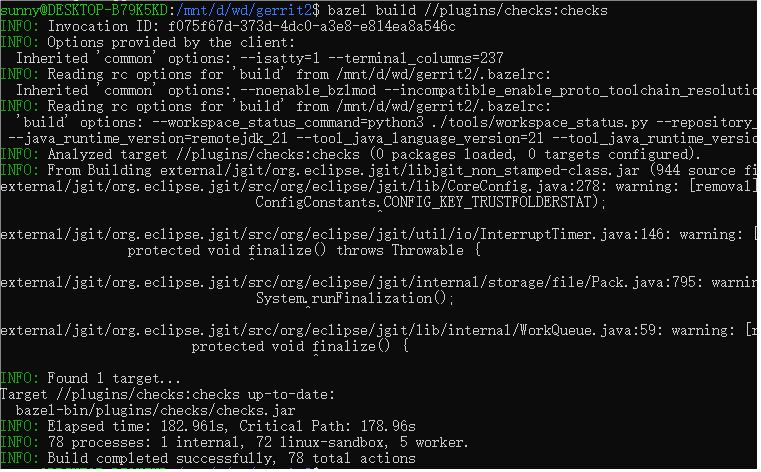 sunny@DESKTOP-B79K5KD:/mnt/d/wd/gerrit2$ bazel build //plugins/checks:checks
INFO: Invocation ID: f075f67d-373d-4dc0-a3e8-e814ea8a546c
INFO: Options provided by the client:
  Inherited 'common' options: --isatty=1 --terminal_columns=237
INFO: Reading rc options for 'build' from /mnt/d/wd/gerrit2/.bazelrc:
  Inherited 'common' options: --noenable_bzlmod --incompatible_enable_proto_toolchain_resolutio
INFO: Reading rc options for 'build' from /mnt/d/wd/gerrit2/.bazelrc:
  'build' options: --workspace_status_command=python3 ./tools/workspace_status.py --repository_
 --java_runtime_version=remotejdk_21 --tool_java_language_version=21 --tool_java_runtime_versio
INFO: Analyzed target //plugins/checks:checks (0 packages loaded, 0 targets configured).
INFO: From Building external/jgit/org.eclipse.jgit/libjgit_non_stamped-class.jar (944 source fi
external/jgit/org.eclipse.jgit/src/org/eclipse/jgit/lib/CoreConfig.java:278: warning: [removal]
ConfigConstants.CONFIG_KEY_TRUSTFOLDERSTAT);
^
external/jgit/org.eclipse.jgit/src/org/eclipse/jgit/util/io/InterruptTimer.java:146: warning: [
protected void finalize() throws Throwable {
^
external/jgit/org.eclipse.jgit/src/org/eclipse/jgit/internal/storage/file/Pack.java:795: warnin
System.runFinalization();
^
external/jgit/org.eclipse.jgit/src/org/eclipse/jgit/lib/internal/WorkQueue.java:59: warning: [r
protected void finalize() {
^
INFO: Found 1 target...
Target //plugins/checks:checks up-to-date:
  bazel-bin/plugins/checks/checks.jar
INFO: Elapsed time: 182.961s, Critical Path: 178.96s
INFO: 78 processes: 1 internal, 72 linux-sandbox, 5 worker.
INFO: Build completed successfully, 78 total actions